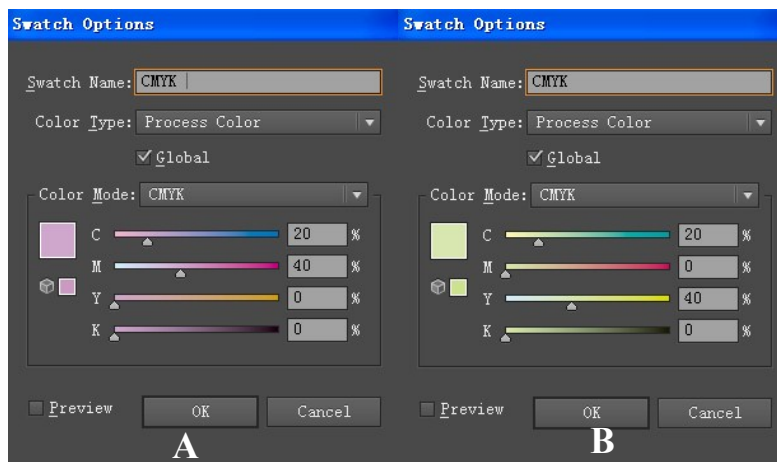 Swatch Options
Swatch Name: CMYK
Color Type: Process Color
Global
Color Mode: CMYK
C 20 %
M 40 %
Y 0 %
K 0 %
Preview OK Cancel
A
Swatch Options
Swatch Name: CMYK
Color Type: Process Color
Global
Color Mode: CMYK
C 20 %
M 0 %
Y 40 %
K 0 %
Preview OK Cancel
B